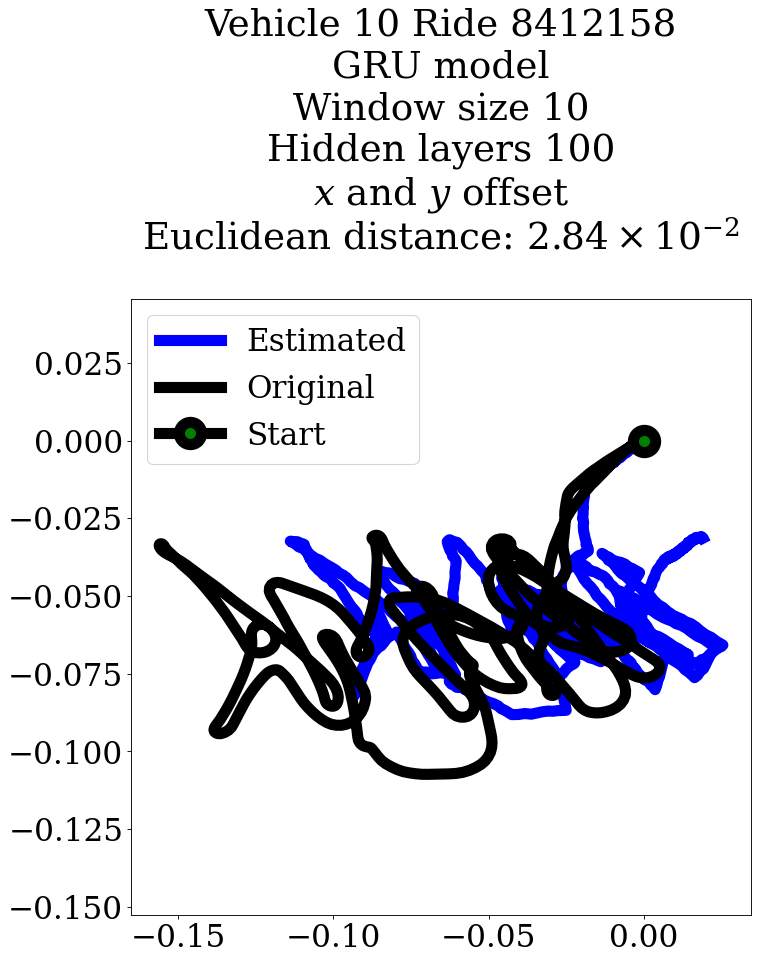 Vehicle 10 Ride 8412158
GRU model
Window size 10
Hidden layers 100
x and y offset
Euclidean distance: 2.84 × 10⁻²
Estimated
Original
Start
0.025
0.000
−0.025
−0.050
−0.075
−0.100
−0.125
−0.150
−0.15 −0.10 −0.05 0.00